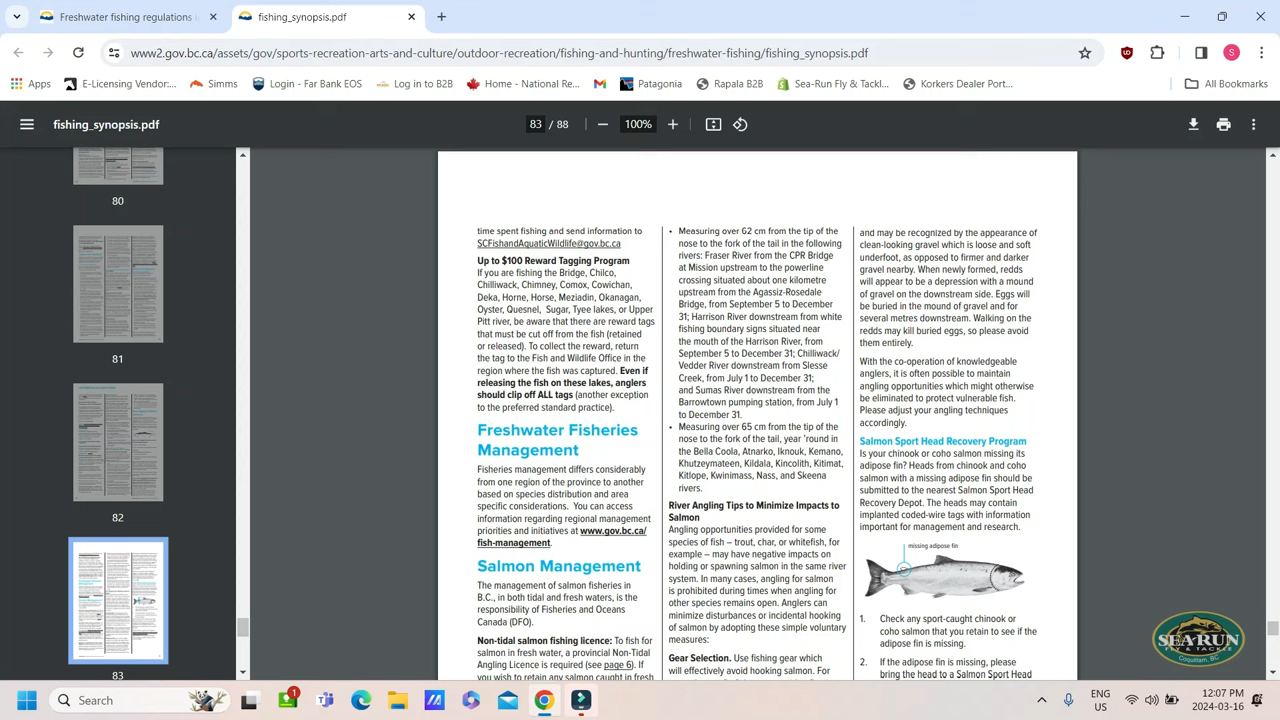 Freshwater fishing regulations
fishing_synopsis.pdf
www2.gov.bc.ca/assets/gov/sports-recreation-arts-and-culture/outdoor-recreation/fishing-and-hunting/freshwater-fishing/fishing_synopsis.pdf
S
Apps
E-Licensing Vendor:...
Simms
Login - Far Bank EOS
Log in to B2B
Home - National Re...
Patagonia
Rapala B2B
Sea-Run Fly & Tackl...
Korkers Dealer Port...
All Bookmarks
fishing_synopsis.pdf
83 / 88
100%
80
81
82
83
time spent fishing and send information to
SCFishandAquaticWildlife@gov.bc.ca
Up to $100 Reward Tagging Program
If you are fishing the Bridge, Chilco,
Chilliwack, Chimney, Comox, Cowichan,
Deka, Horne, Horse, Meziadin, Okanagan,
Oyster, Quesnel, Sugar, Tyee lakes, or Upper
Pitt river, be aware that there are reward tags
that must be cut off from the fish (retained
or released). To collect the reward, return
the tag to the Fish and Wildlife Office in the
region where the fish was captured. Even if
releasing the fish on these lakes, anglers
should clip off ALL tags (another exception
to the preferred standard practice).
Freshwater Fisheries
Management
Fisheries management differs considerably
from one region of the province to another
based on species distribution and area
specific considerations. You can access
information regarding regional management
priorities and initiatives at www.gov.bc.ca/
fish-management.
Salmon Management
The management of salmon fisheries in
B.C., in both tidal and fresh waters, is the
responsibility of Fisheries and Oceans
Canada (DFO).
Non-tidal salmon fishing licence: To fish for
salmon in fresh water, a provincial Non-Tidal
Angling Licence is required (see page 6). If
you wish to retain any salmon caught in fresh
• Measuring over 62 cm from the tip of the
nose to the fork of the tail in the following
rivers: Fraser River from the CPR Bridge
at Mission upstream to the powerline
crossing situated about one kilometre
upstream from the Agassiz-Rosedale
Bridge, from September 5 to December
31; Harrison River downstream from white
fishing boundary signs situated near
the mouth of the Harrison River, from
September 5 to December 31; Chilliwack/
Vedder River downstream from Slesse
Creek, from July 1 to December 31;
and Sumas River downstream from the
Barrowtown pumping station, from July 1
to December 31.
• Measuring over 65 cm from the tip of the
nose to the fork of the tail, year 'round in
the Bella Coola, Atnarko, Iknouk, Kemano,
Khutzeymateen, Kildala, Kincolith, Kitimat,
Kitlope, Kwinimass, Nass, and Skeena
rivers.
River Angling Tips to Minimize Impacts to
Salmon
Angling opportunities provided for some
species of fish – trout, char, or whitefish, for
example – may have negative impacts on
holding or spawning salmon in the same river
system. In many cases, angling for salmon
is prohibited during times when angling for
other species remains open. Anglers can
minimize disturbances or incidental hooking
of salmon by adopting these simple voluntary
measures:
Gear Selection. Use fishing gear which
will effectively avoid hooking salmon. For
and may be recognized by the appearance of
clean-looking gravel which is loose and soft
underfoot, as opposed to firmer and darker
gravel nearby. When newly formed, redds
will appear to be a depression with a mound
of gravel on the downstream side. Eggs will
be buried in the mound of gravel and for
several metres downstream. Walking on the
redds may kill buried eggs, so please avoid
them entirely.
With the co-operation of knowledgeable
anglers, it is often possible to maintain
angling opportunities which might otherwise
be eliminated to protect vulnerable fish.
Please adjust your angling techniques
accordingly.
Salmon Sport Head Recovery Program
Is your chinook or coho salmon missing its
adipose fin? Heads from chinook and coho
salmon with a missing adipose fin should be
submitted to the nearest Salmon Sport Head
Recovery Depot. The heads may contain
implanted coded-wire tags with information
important for management and research.
missing adipose fin
1. Check any sport-caught chinook or
coho salmon that you retain to see if the
adipose fin is missing.
2. If the adipose fin is missing, please
bring the head to a Salmon Sport Head
SEA-RUN
FLY & TACKLE
Coquitlam, BC
Search
1
ENG
US
12:07 PM
2024-03-16